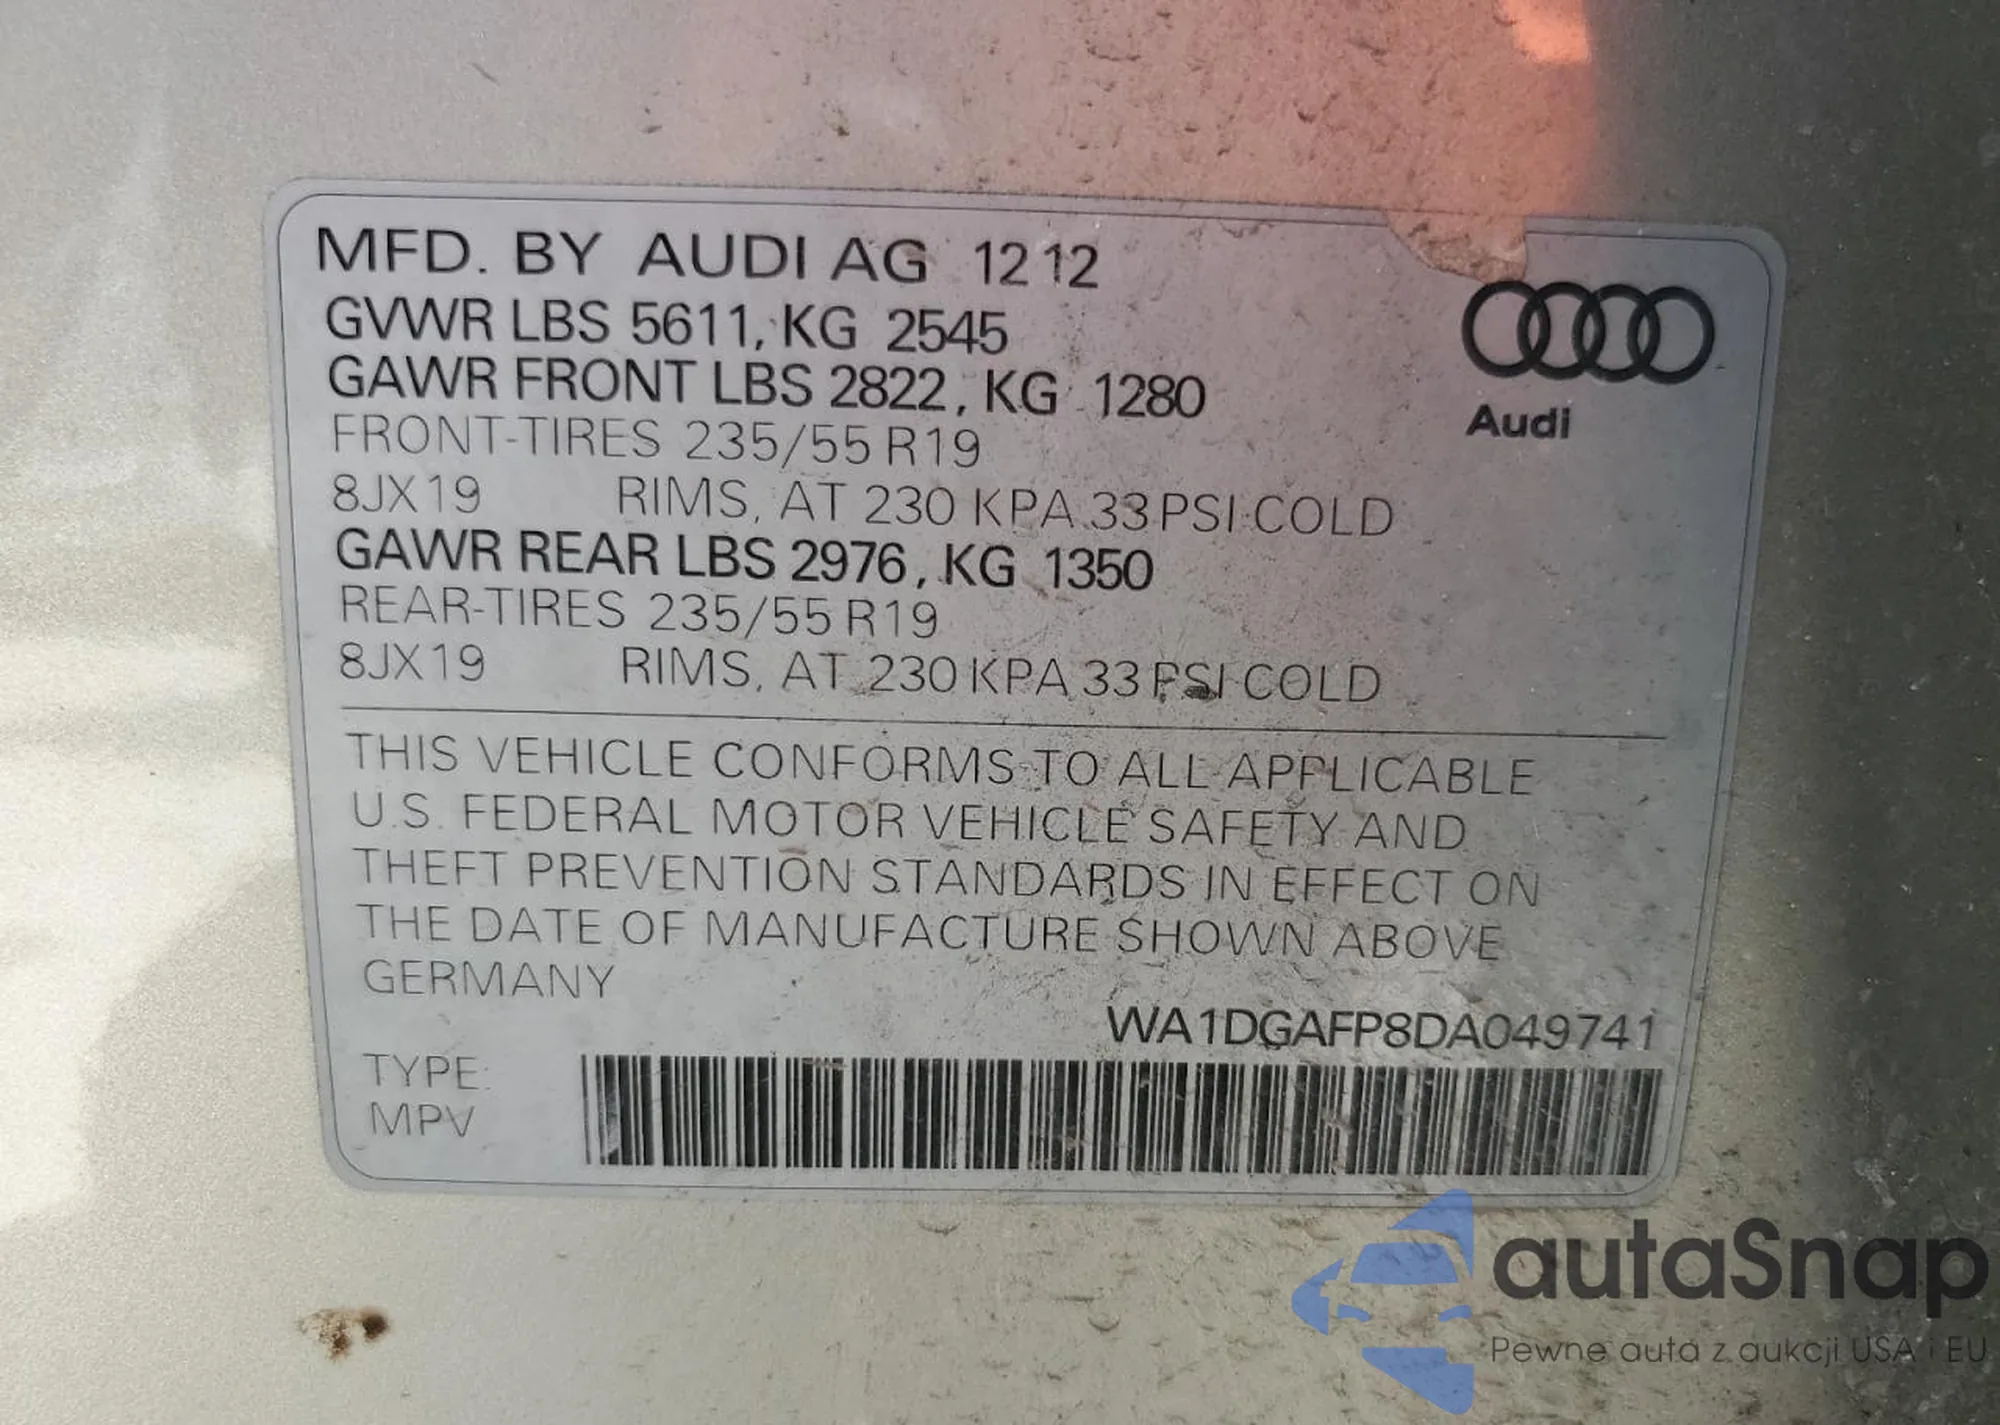 MFD. BY AUDI AG 12 12
GVWR LBS 5611, KG 2545
GAWR FRONT LBS 2822, KG 1280
FRONT-TIRES 235/55 R19
8JX19 RIMS, AT 230 KPA 33 PSI COLD
GAWR REAR LBS 2976, KG 1350
REAR-TIRES 235/55 R19
8JX19 RIMS, AT 230 KPA 33 PSI COLD
Audi
THIS VEHICLE CONFORMS TO ALL APPLICABLE
U.S. FEDERAL MOTOR VEHICLE SAFETY AND
THEFT PREVENTION STANDARDS IN EFFECT ON
THE DATE OF MANUFACTURE SHOWN ABOVE
GERMANY
WA1DGAFP8DA049741
TYPE:
MPV
autaSnap
Pewne auta z aukcji USA i EU